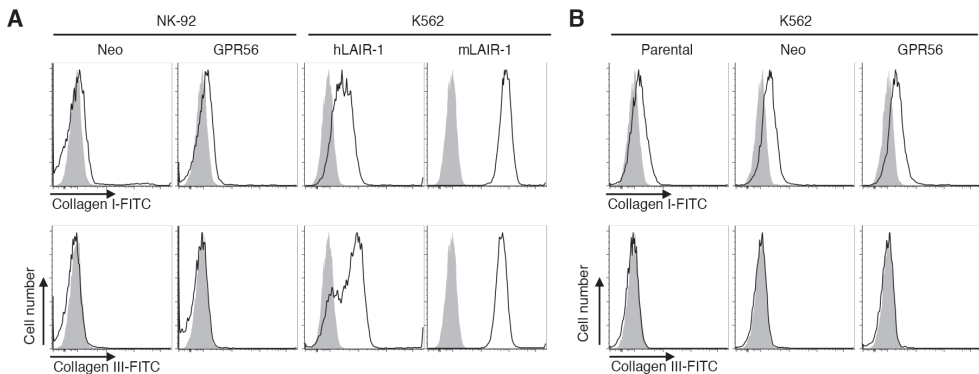 A
B
NK-92
K562
K562
Neo
GPR56
hLAIR-1
mLAIR-1
Parental
Neo
GPR56
Collagen I-FITC
Collagen I-FITC
Cell number
Cell number
Collagen III-FITC
Collagen III-FITC